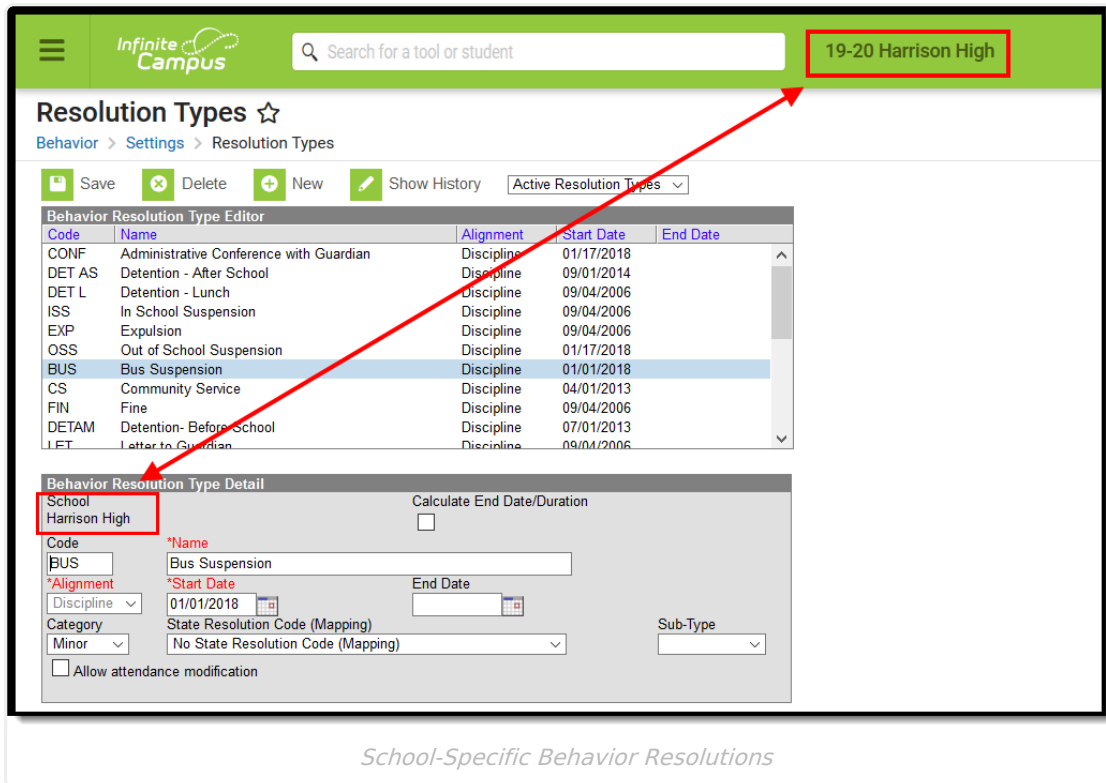 Infinite Campus
Search for a tool or student
19-20 Harrison High
Resolution Types
Behavior > Settings > Resolution Types
Save Delete New Show History Active Resolution Types
Behavior Resolution Type Editor
Code Name Alignment Start Date End Date
CONF Administrative Conference with Guardian Discipline 01/17/2018
DET AS Detention - After School Discipline 09/01/2014
DET L Detention - Lunch Discipline 09/04/2006
ISS In School Suspension Discipline 09/04/2006
EXP Expulsion Discipline 09/04/2006
OSS Out of School Suspension Discipline 01/17/2018
BUS Bus Suspension Discipline 01/01/2018
CS Community Service Discipline 04/01/2013
FIN Fine Discipline 09/04/2006
DETAM Detention- Before School Discipline 07/01/2013
LET Letter to Guardian Discipline 09/04/2006
Behavior Resolution Type Detail
School Calculate End Date/Duration
Harrison High
Code *Name
BUS Bus Suspension
*Alignment *Start Date End Date
Discipline 01/01/2018
Category State Resolution Code (Mapping) Sub-Type
Minor No State Resolution Code (Mapping)
Allow attendance modification
School-Specific Behavior Resolutions